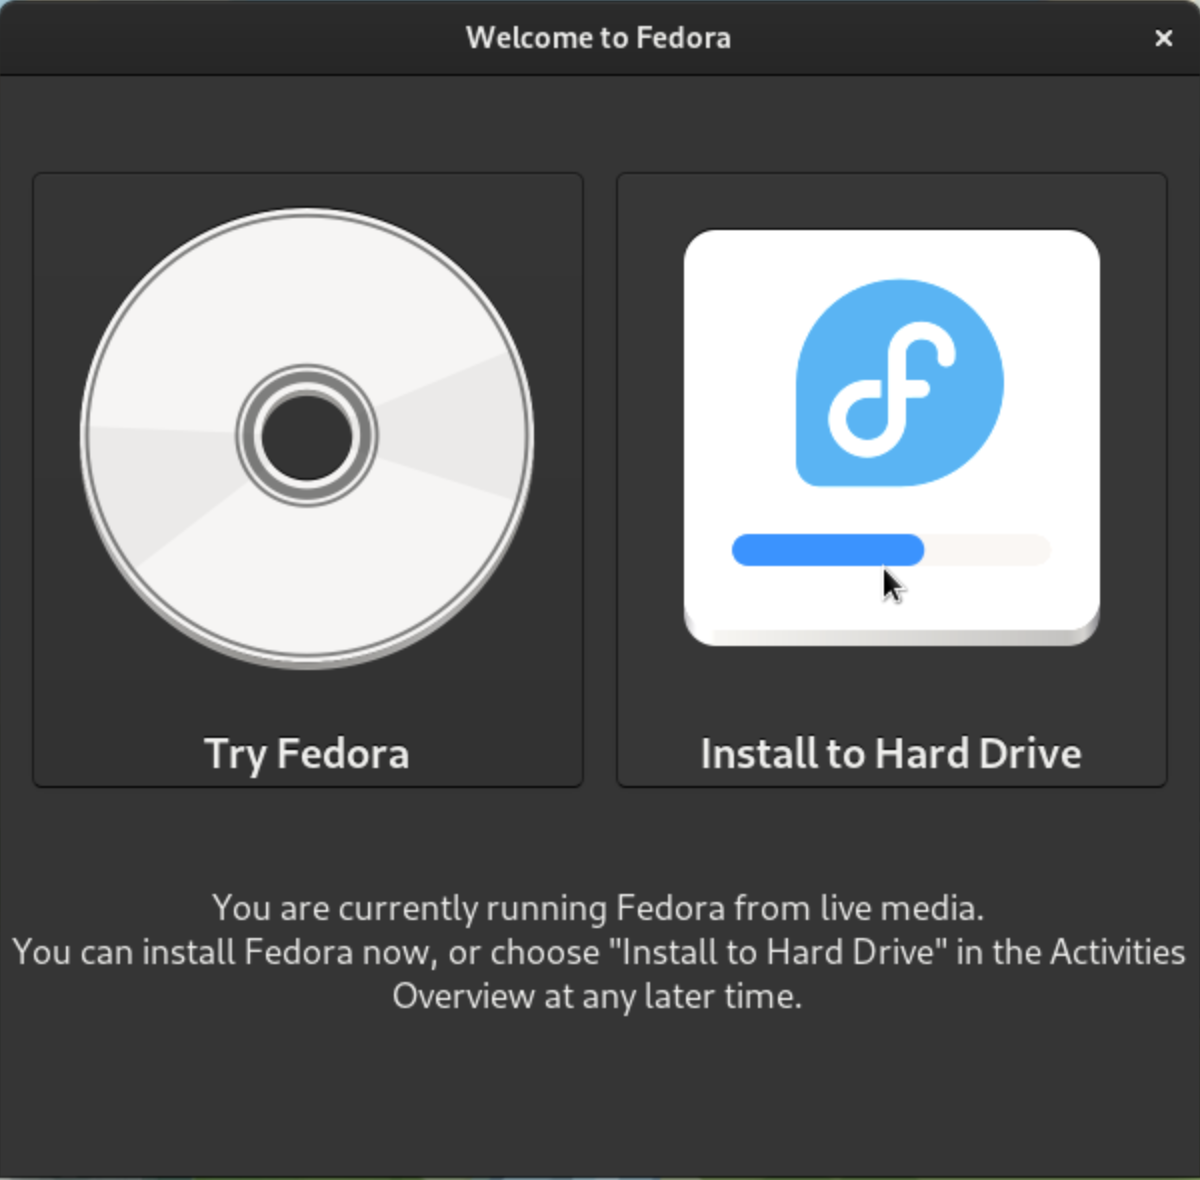 Welcome to Fedora
Try Fedora
Install to Hard Drive
You are currently running Fedora from live media.
You can install Fedora now, or choose "Install to Hard Drive" in the Activities
Overview at any later time.